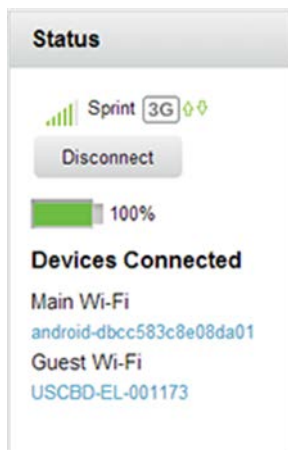 Status
Sprint 3G
Disconnect
100%
Devices Connected
Main Wi-Fi
android-dbcc583c8e08da01
Guest Wi-Fi
USCBD-EL-001173